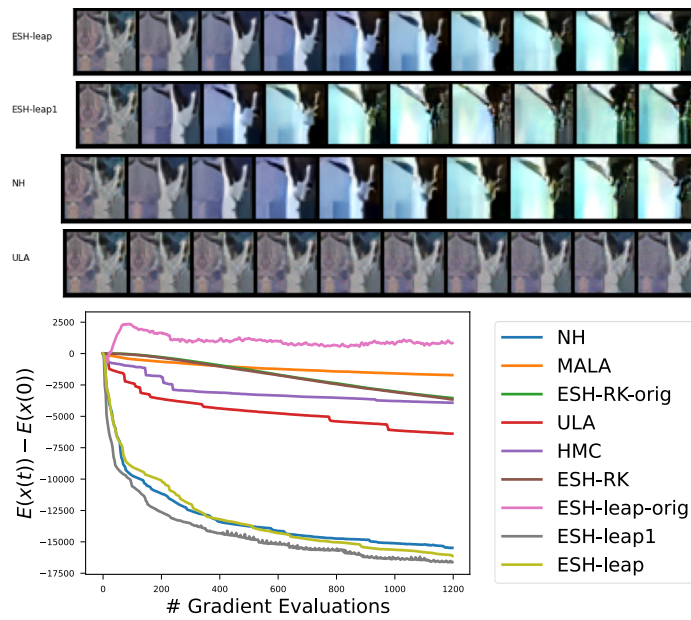 ESH-leap
ESH-leap1
NH
ULA
2500
0
−2500
−5000
−7500
−10000
−12500
−15000
−17500
0
200
400
600
800
1000
1200
E(x(t)) − E(x(0))
# Gradient Evaluations
NH
MALA
ESH-RK-orig
ULA
HMC
ESH-RK
ESH-leap-orig
ESH-leap1
ESH-leap